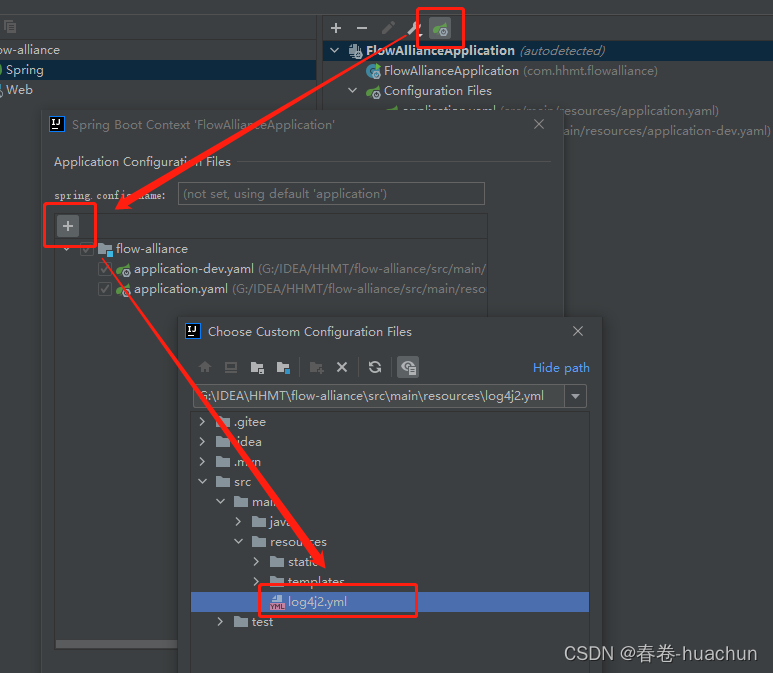 ow-alliance
FlowAllianceApplication (autodetected)
Spring
FlowAllianceApplication (com.hhmt.flowalliance)
Web
Configuration Files
application.yaml (src/main/resources/application.yaml)
ain/resources/application-dev.yaml)
IJ
Spring Boot Context 'FlowAllianceApplication'
Application Configuration Files
spring.config.name:
(not set, using default 'application')
flow-alliance
application-dev.yaml (G:/IDEA/HHMT/flow-alliance/src/main/
application.yaml (G:/IDEA/HHMT/flow-alliance/src/main/reso
IJ
Choose Custom Configuration Files
Hide path
G:\IDEA\HHMT\flow-alliance\src\main\resources\log4j2.yml
.gitee
.idea
.mvn
src
main
java
resources
static
templates
YML
log4j2.yml
test
CSDN @春卷-huachun